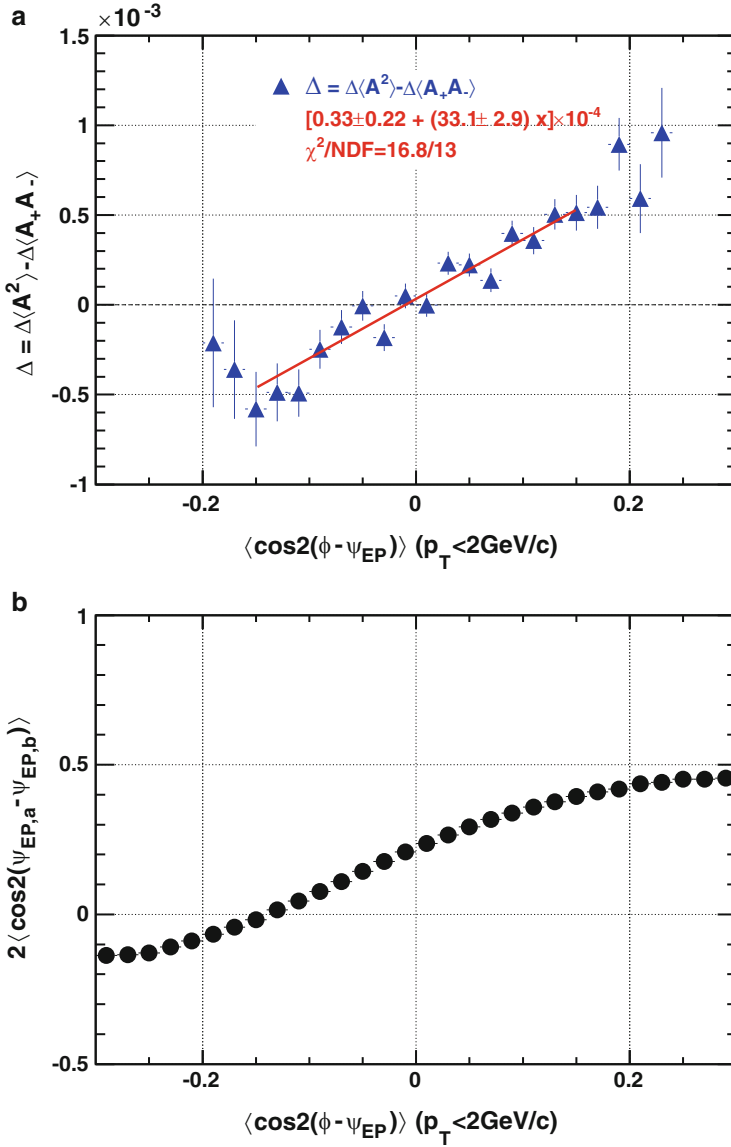 a
×10⁻³
1.5
1
0.5
0
-0.5
-1
Δ = Δ⟨A²⟩-Δ⟨A₊A₋⟩
Δ = Δ⟨A²⟩-Δ⟨A₊A₋⟩
[0.33±0.22 + (33.1± 2.9) x]×10⁻⁴
χ²/NDF=16.8/13
-0.2
0
0.2
⟨cos2(ϕ-ψ_EP)⟩ (p_T<2GeV/c)
b
1
0.5
0
-0.5
2⟨cos2(ψ_EP,a-ψ_EP,b)⟩
-0.2
0
0.2
⟨cos2(ϕ-ψ_EP)⟩ (p_T<2GeV/c)